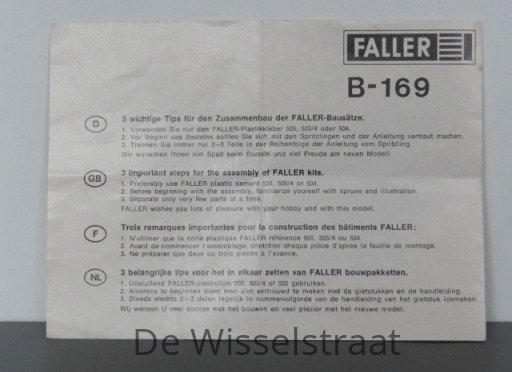 FALLER
B-169
D
3 wichtige Tips für den Zusammenbau der FALLER-Bausätze.
1. Verwenden Sie nur den FALLER-Plastikkleber 505, 505/4 oder 504.
2. Vor Beginn des Bastelns sollten Sie sich mit den Spritzlingen und der Anleitung vertraut machen.
3. Trennen Sie immer nur 2–3 Teile in der Reihenfolge der Anleitung vom Spritzling.
Wir wünschen Ihnen viel Spaß beim Basteln und viel Freude am neuen Modell.
GB
3 important steps for the assembly of FALLER kits.
1. Preferably use FALLER plastic cement 505, 505/4 or 504.
2. Before beginning with the assembly, familiarize yourself with sprues and illustration.
3. Separate only very few parts at a time.
FALLER wishes you lots of pleasure with your hobby and with this model.
F
Trois remarques importantes pour la construction des bâtiments FALLER:
1. N'utiliser que la colle plastique FALLER référence 505, 505/4 ou 504.
2. Avant de commencer l'assemblage, contrôler chaque pièce d'après la feuille de montage.
3. Ne préparer que deux ou trois pièces à l'avance.
NL
3 belangrijke tips voor het in elkaar zetten van FALLER bouwpakketten.
1. Uitsluitend FALLER-plasticlijm 505, 505/4 of 503 gebruiken.
2. Alvorens te beginnen dient men zich vertrouwd te maken met de gietstukken en de handleiding.
3. Steeds slechts 2–3 delen tegelijk in nummervolgorde van de handleiding van het gietstuk losmaken.
Wij wensen U veel succes met het bouwen en veel plezier met het nieuwe model.
De Wisselstraat